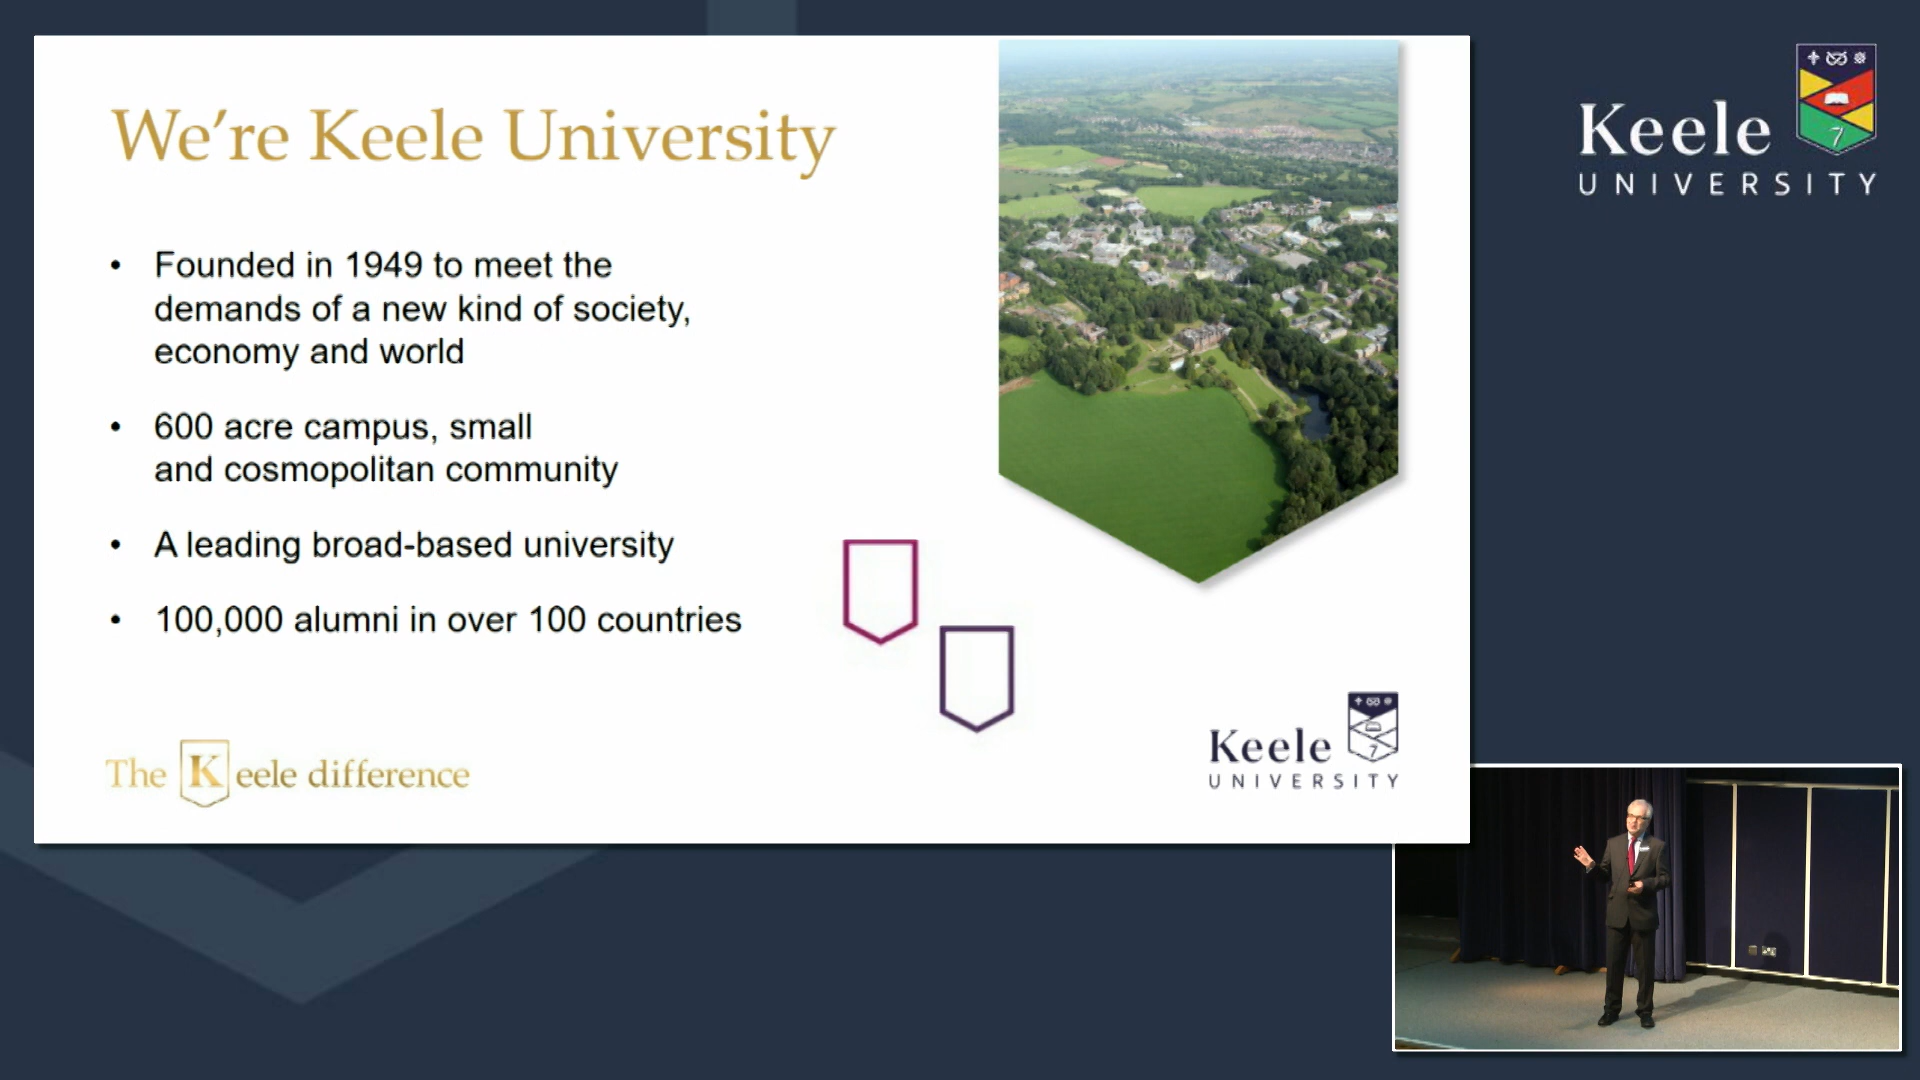 We're Keele University
• Founded in 1949 to meet the
demands of a new kind of society,
economy and world
• 600 acre campus, small
and cosmopolitan community
• A leading broad-based university
• 100,000 alumni in over 100 countries
The Keele difference
Keele
UNIVERSITY
7
Keele
UNIVERSITY
7